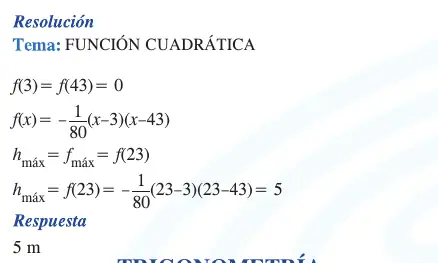 Resolución
Tema: FUNCIÓN CUADRÁTICA
f(3) = f(43) = 0
f(x) = –1/80(x–3)(x–43)
hmáx = fmáx = f(23)
hmáx = f(23) = –1/80(23–3)(23–43) = 5
Respuesta
5 m
TRIGONOMETRÍA